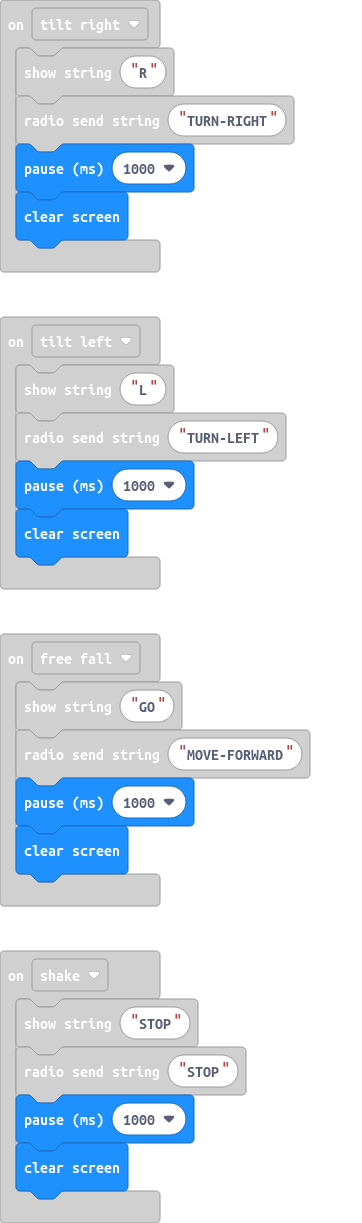 on tilt right
show string "R"
radio send string "TURN-RIGHT"
pause (ms) 1000
clear screen
on tilt left
show string "L"
radio send string "TURN-LEFT"
pause (ms) 1000
clear screen
on free fall
show string "GO"
radio send string "MOVE-FORWARD"
pause (ms) 1000
clear screen
on shake
show string "STOP"
radio send string "STOP"
pause (ms) 1000
clear screen